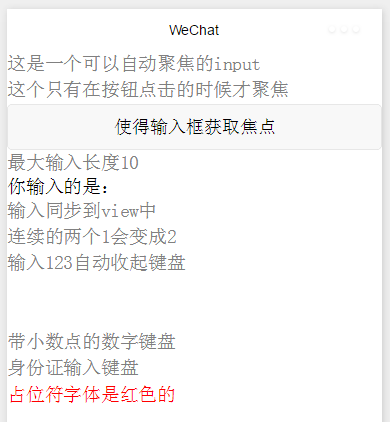 WeChat
这是一个可以自动聚焦的input
这个只有在按钮点击的时候才聚焦
使得输入框获取焦点
最大输入长度10
你输入的是:
输入同步到view中
连续的两个1会变成2
输入123自动收起键盘
带小数点的数字键盘
身份证输入键盘
占位符字体是红色的